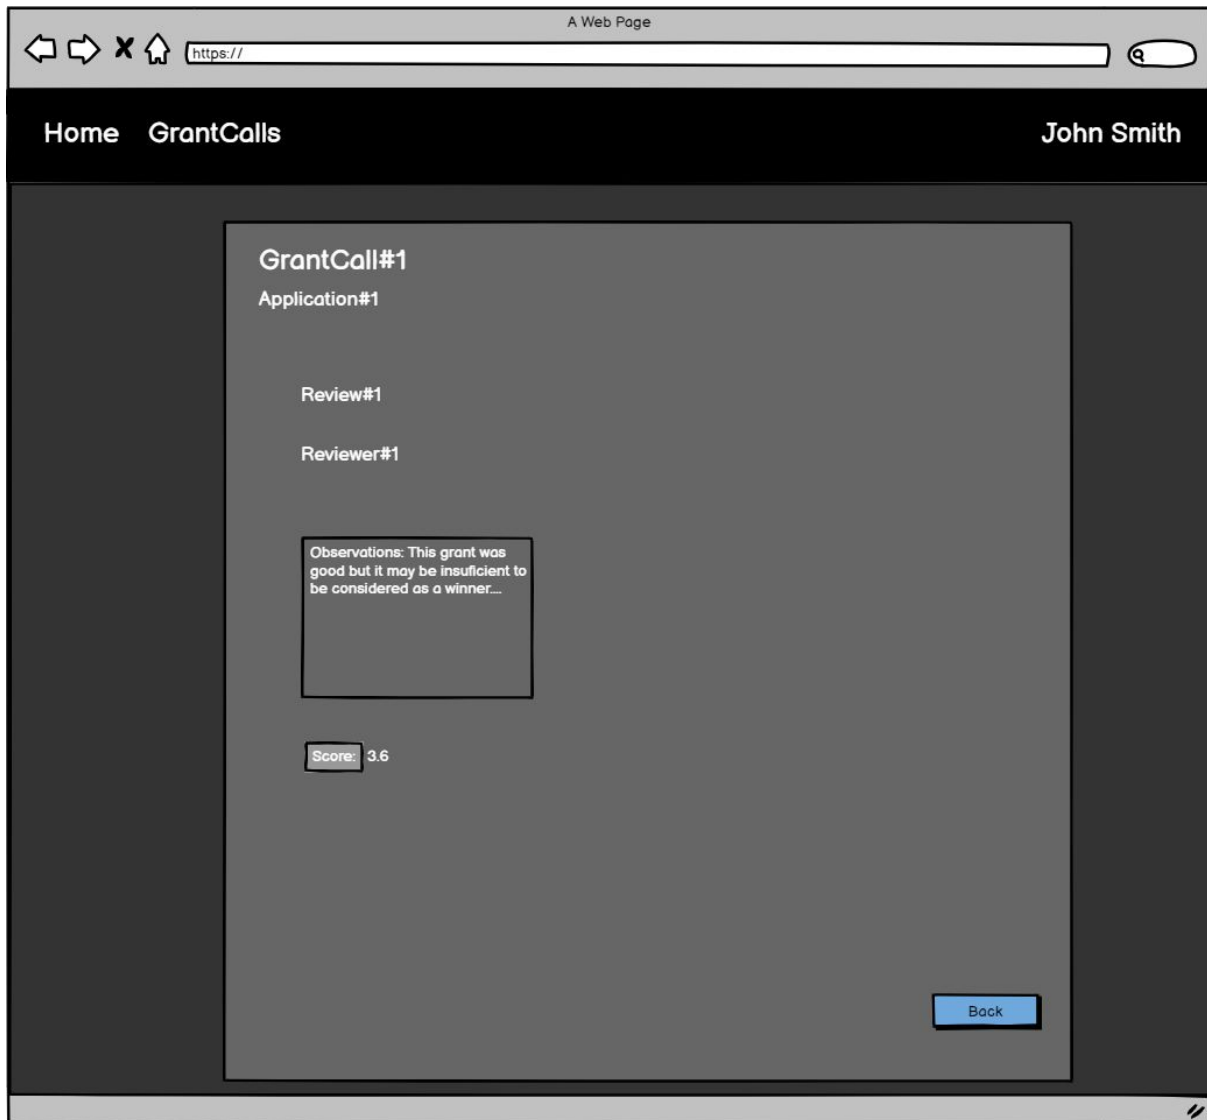 A Web Page
https://
Home GrantCalls John Smith
GrantCall#1
Application#1
Review#1
Reviewer#1
Observations: This grant was
good but it may be insuficient to
be considered as a winner....
Score: 3.6
Back